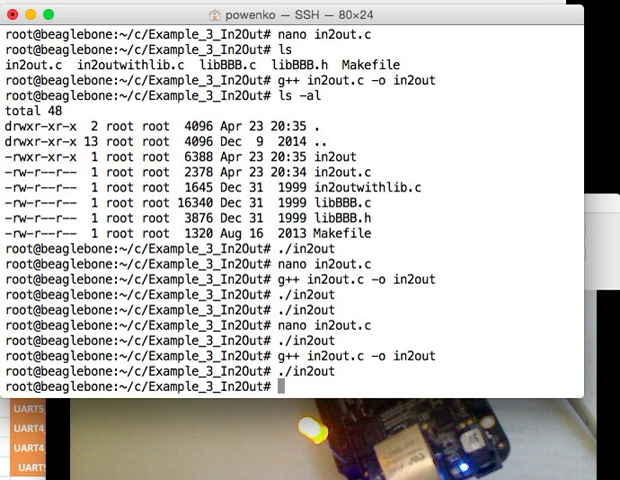 powenko — SSH — 80×24
root@beaglebone:~/c/Example_3_In2Out# nano in2out.c
root@beaglebone:~/c/Example_3_In2Out# ls
in2out.c  in2outwithlib.c  libBBB.c  libBBB.h  Makefile
root@beaglebone:~/c/Example_3_In2Out# g++ in2out.c -o in2out
root@beaglebone:~/c/Example_3_In2Out# ls -al
total 48
drwxr-xr-x  2 root root  4096 Apr 23 20:35 .
drwxr-xr-x 13 root root  4096 Dec  9  2014 ..
-rwxr-xr-x  1 root root  6388 Apr 23 20:35 in2out
-rw-r--r--  1 root root  2378 Apr 23 20:34 in2out.c
-rw-r--r--  1 root root  1645 Dec 31  1999 in2outwithlib.c
-rw-r--r--  1 root root 16340 Dec 31  1999 libBBB.c
-rw-r--r--  1 root root  3876 Dec 31  1999 libBBB.h
-rw-r--r--  1 root root  1320 Aug 16  2013 Makefile
root@beaglebone:~/c/Example_3_In2Out# ./in2out
root@beaglebone:~/c/Example_3_In2Out# nano in2out.c
root@beaglebone:~/c/Example_3_In2Out# g++ in2out.c -o in2out
root@beaglebone:~/c/Example_3_In2Out# ./in2out
root@beaglebone:~/c/Example_3_In2Out# ./in2out
root@beaglebone:~/c/Example_3_In2Out# nano in2out.c
root@beaglebone:~/c/Example_3_In2Out# ./in2out
root@beaglebone:~/c/Example_3_In2Out# g++ in2out.c -o in2out
root@beaglebone:~/c/Example_3_In2Out# ./in2out
root@beaglebone:~/c/Example_3_In2Out#
UART5
UART4
UART4
UART5